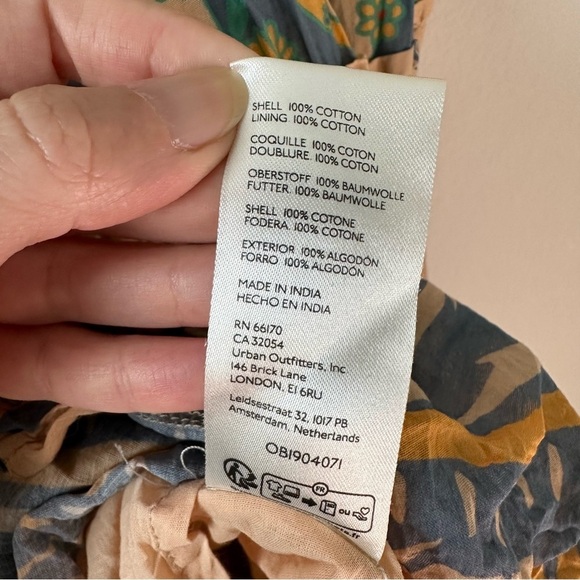 SHELL 100% COTTON
LINING. 100% COTTON
COQUILLE 100% COTON
DOUBLURE. 100% COTON
OBERSTOFF 100% BAUMWOLLE
FUTTER. 100% BAUMWOLLE
SHELL 100% COTONE
FODERA. 100% COTONE
EXTERIOR 100% ALGODÓN
FORRO 100% ALGODÓN
MADE IN INDIA
HECHO EN INDIA
RN 66170
CA 32054
Urban Outfitters, Inc
146 Brick Lane
LONDON, E1 6RU
Leidsestraat 32, 1017 PB
Amsterdam, Netherlands
OB1904071
FR
OU